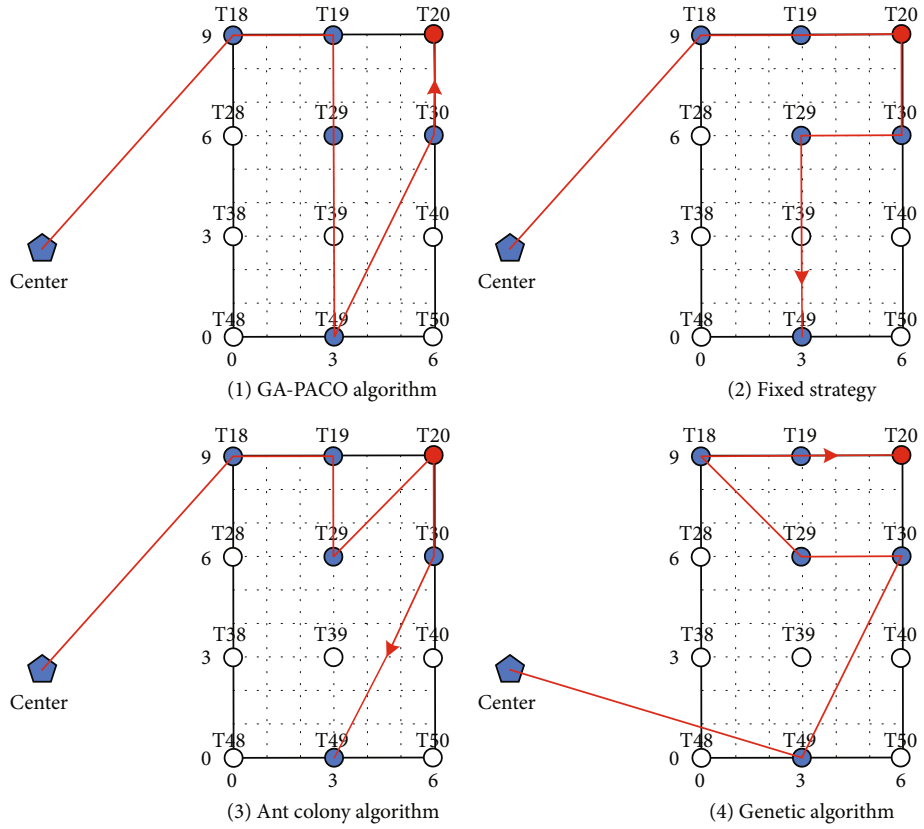 T18 T19 T20
9
T28 T29 T30
6
T38 T39 T40
3
Center
T48 T49 T50
0
0 3 6
(1) GA-PACO algorithm
T18 T19 T20
9
T28 T29 T30
6
T38 T39 T40
3
Center
T48 T49 T50
0
0 3 6
(2) Fixed strategy
T18 T19 T20
9
T28 T29 T30
6
T38 T39 T40
3
Center
T48 T49 T50
0
0 3 6
(3) Ant colony algorithm
T18 T19 T20
9
T28 T29 T30
6
T38 T39 T40
3
Center
T48 T49 T50
0
0 3 6
(4) Genetic algorithm